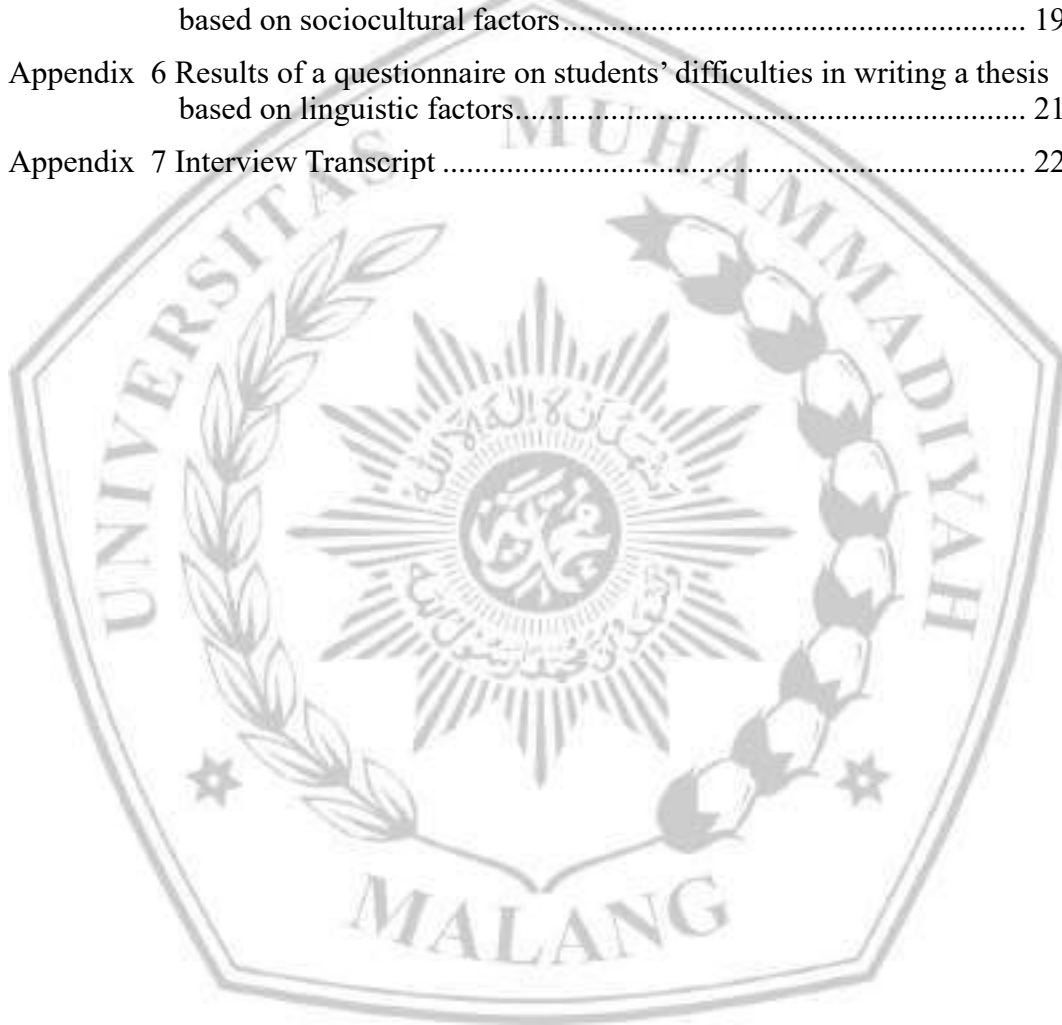 based on sociocultural factors.......................................................... 19
Appendix 6 Results of a questionnaire on students’ difficulties in writing a thesis
based on linguistic factors................................................................ 21
Appendix 7 Interview Transcript ......................................................................... 22
UNIVERSITAS MUHAMMADIYAH
MALANG